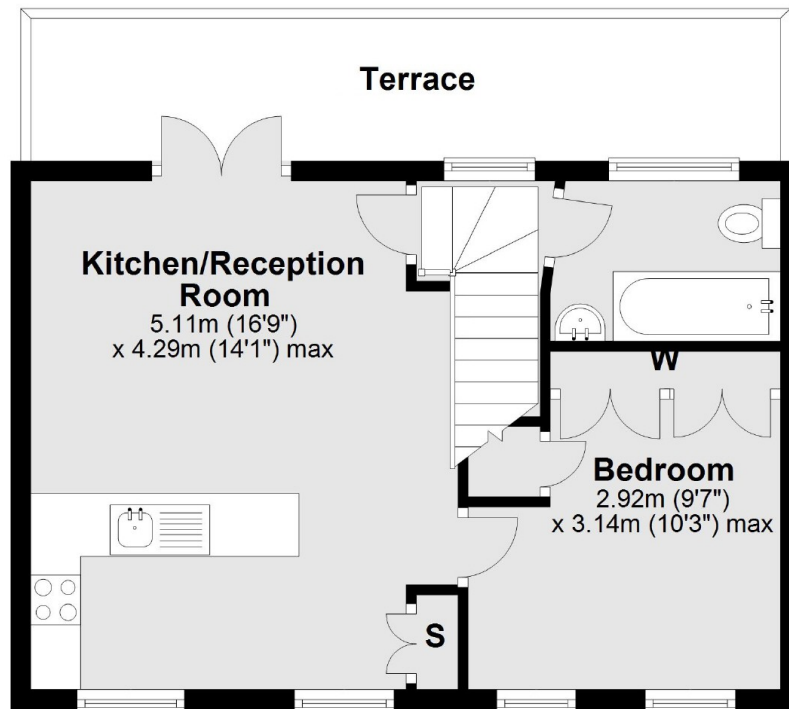 Terrace
Kitchen/Reception
Room
5.11m (16'9")
x 4.29m (14'1") max
W
Bedroom
2.92m (9'7")
x 3.14m (10'3") max
S